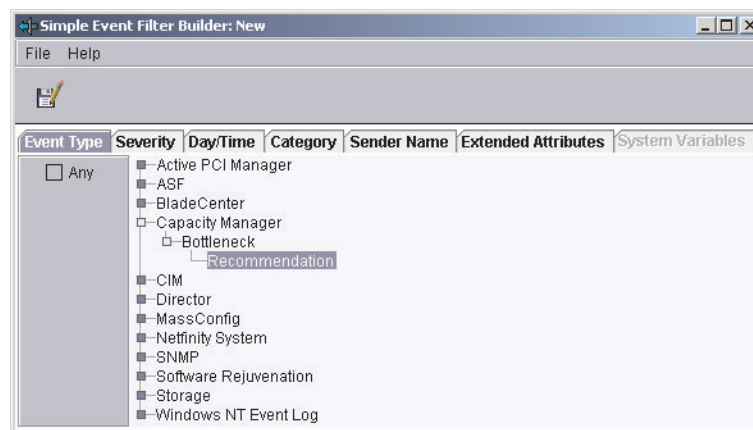 Simple Event Filter Builder: New
File Help
Event Type Severity Day/Time Category Sender Name Extended Attributes System Variables
Any
Active PCI Manager
ASF
BladeCenter
Capacity Manager
Bottleneck
Recommendation
CIM
Director
MassConfig
Netfinity System
SNMP
Software Rejuvenation
Storage
Windows NT Event Log